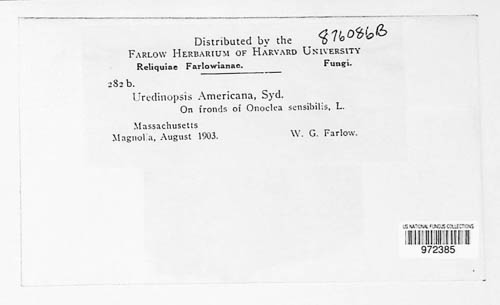 876086B
Distributed by the
FARLOW HERBARIUM OF HARVARD UNIVERSITY
Reliquiae Farlowianae. Fungi.
282 b.
Uredinopsis Americana, Syd.
On fronds of Onoclea sensibilis, L.
Massachusetts
Magnolia, August 1903. W. G. Farlow.
US NATIONAL FUNGUS COLLECTIONS
972385